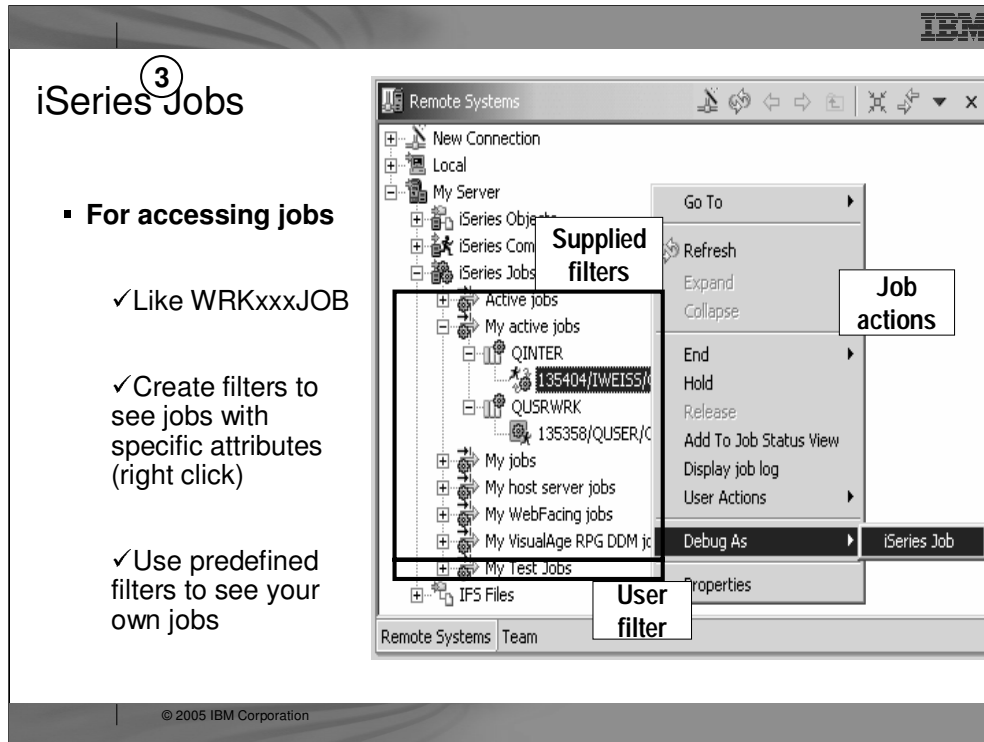 IBM
3
iSeries Jobs
▪ For accessing jobs
✓Like WRKxxxJOB
✓Create filters to
see jobs with
specific attributes
(right click)
✓Use predefined
filters to see your
own jobs
Remote Systems
New Connection
Local
My Server
iSeries Objects
iSeries Com
iSeries Jobs
Active jobs
My active jobs
QINTER
135404/IWEISS/
QUSRWRK
135358/QUSER/
My jobs
My host server jobs
My WebFacing jobs
My VisualAge RPG DDM
My Test Jobs
IFS Files
Remote Systems Team
Supplied
filters
User
filter
Job
actions
Go To
Refresh
Expand
Collapse
End
Hold
Release
Add To Job Status View
Display job log
User Actions
Debug As
iSeries Job
Properties
© 2005 IBM Corporation